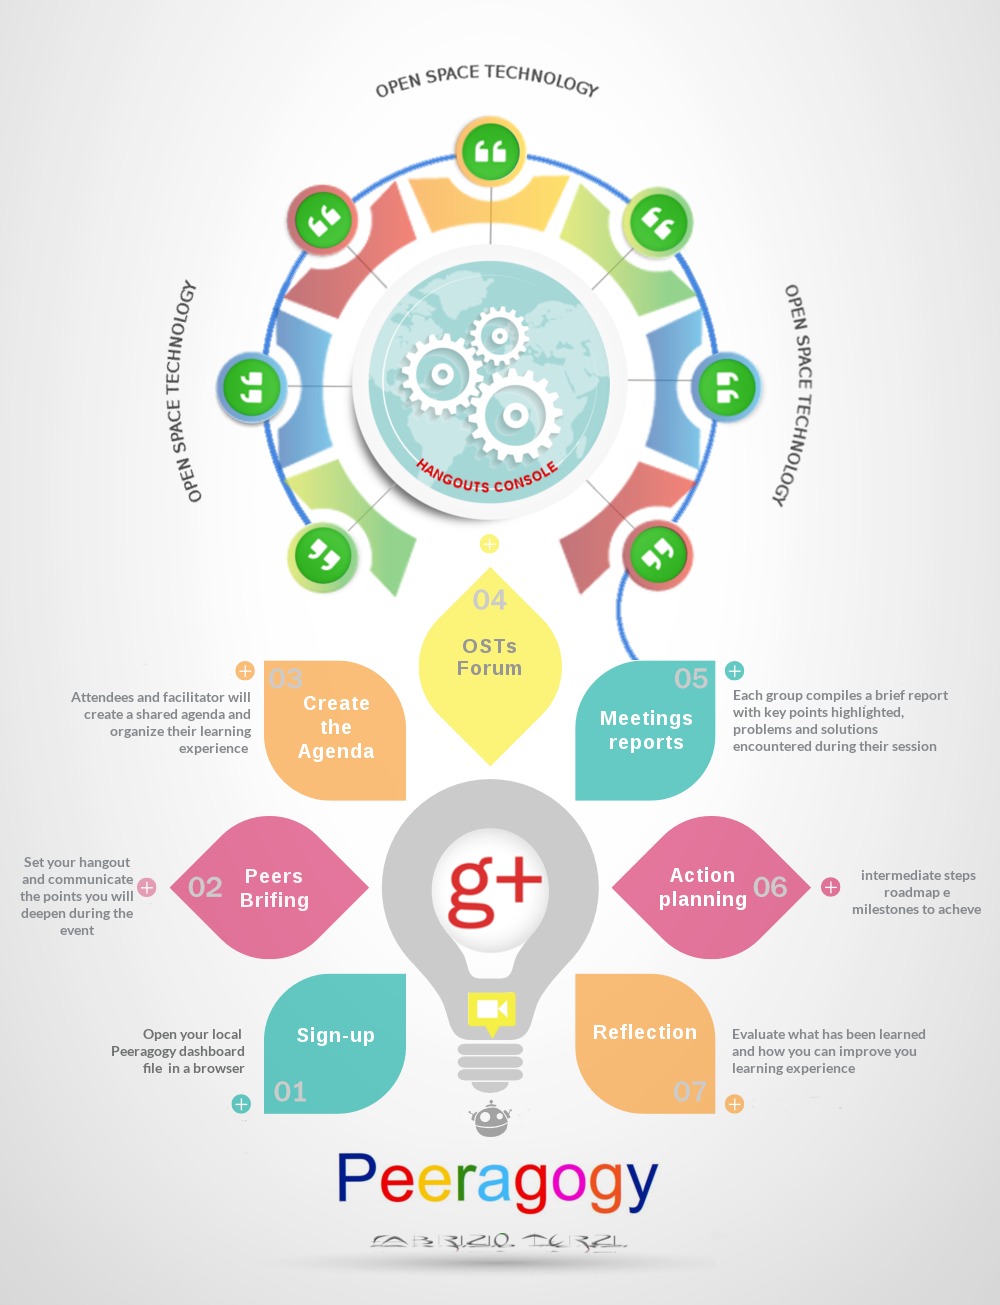 OPEN SPACE TECHNOLOGY
OPEN SPACE TECHNOLOGY
OPEN SPACE TECHNOLOGY
HANGOUTS CONSOLE
04
OSTs
Forum
03
Create
the
Agenda
Attendees and facilitator will
create a shared agenda and
organize their learning
experience
05
Meetings
reports
Each group compiles a brief report
with key points highlighted,
problems and solutions
encountered during their session
02
Peers
Brifing
Set your hangout
and communicate
the points you will
deepen during the
event
g+
Action
planning
06
intermediate steps
roadmap e
milestones to acheve
Sign-up
01
Open your local
Peeragogy dashboard
file in a browser
Reflection
07
Evaluate what has been learned
and how you can improve you
learning experience
Peeragogy
FABRIZIO TERZI